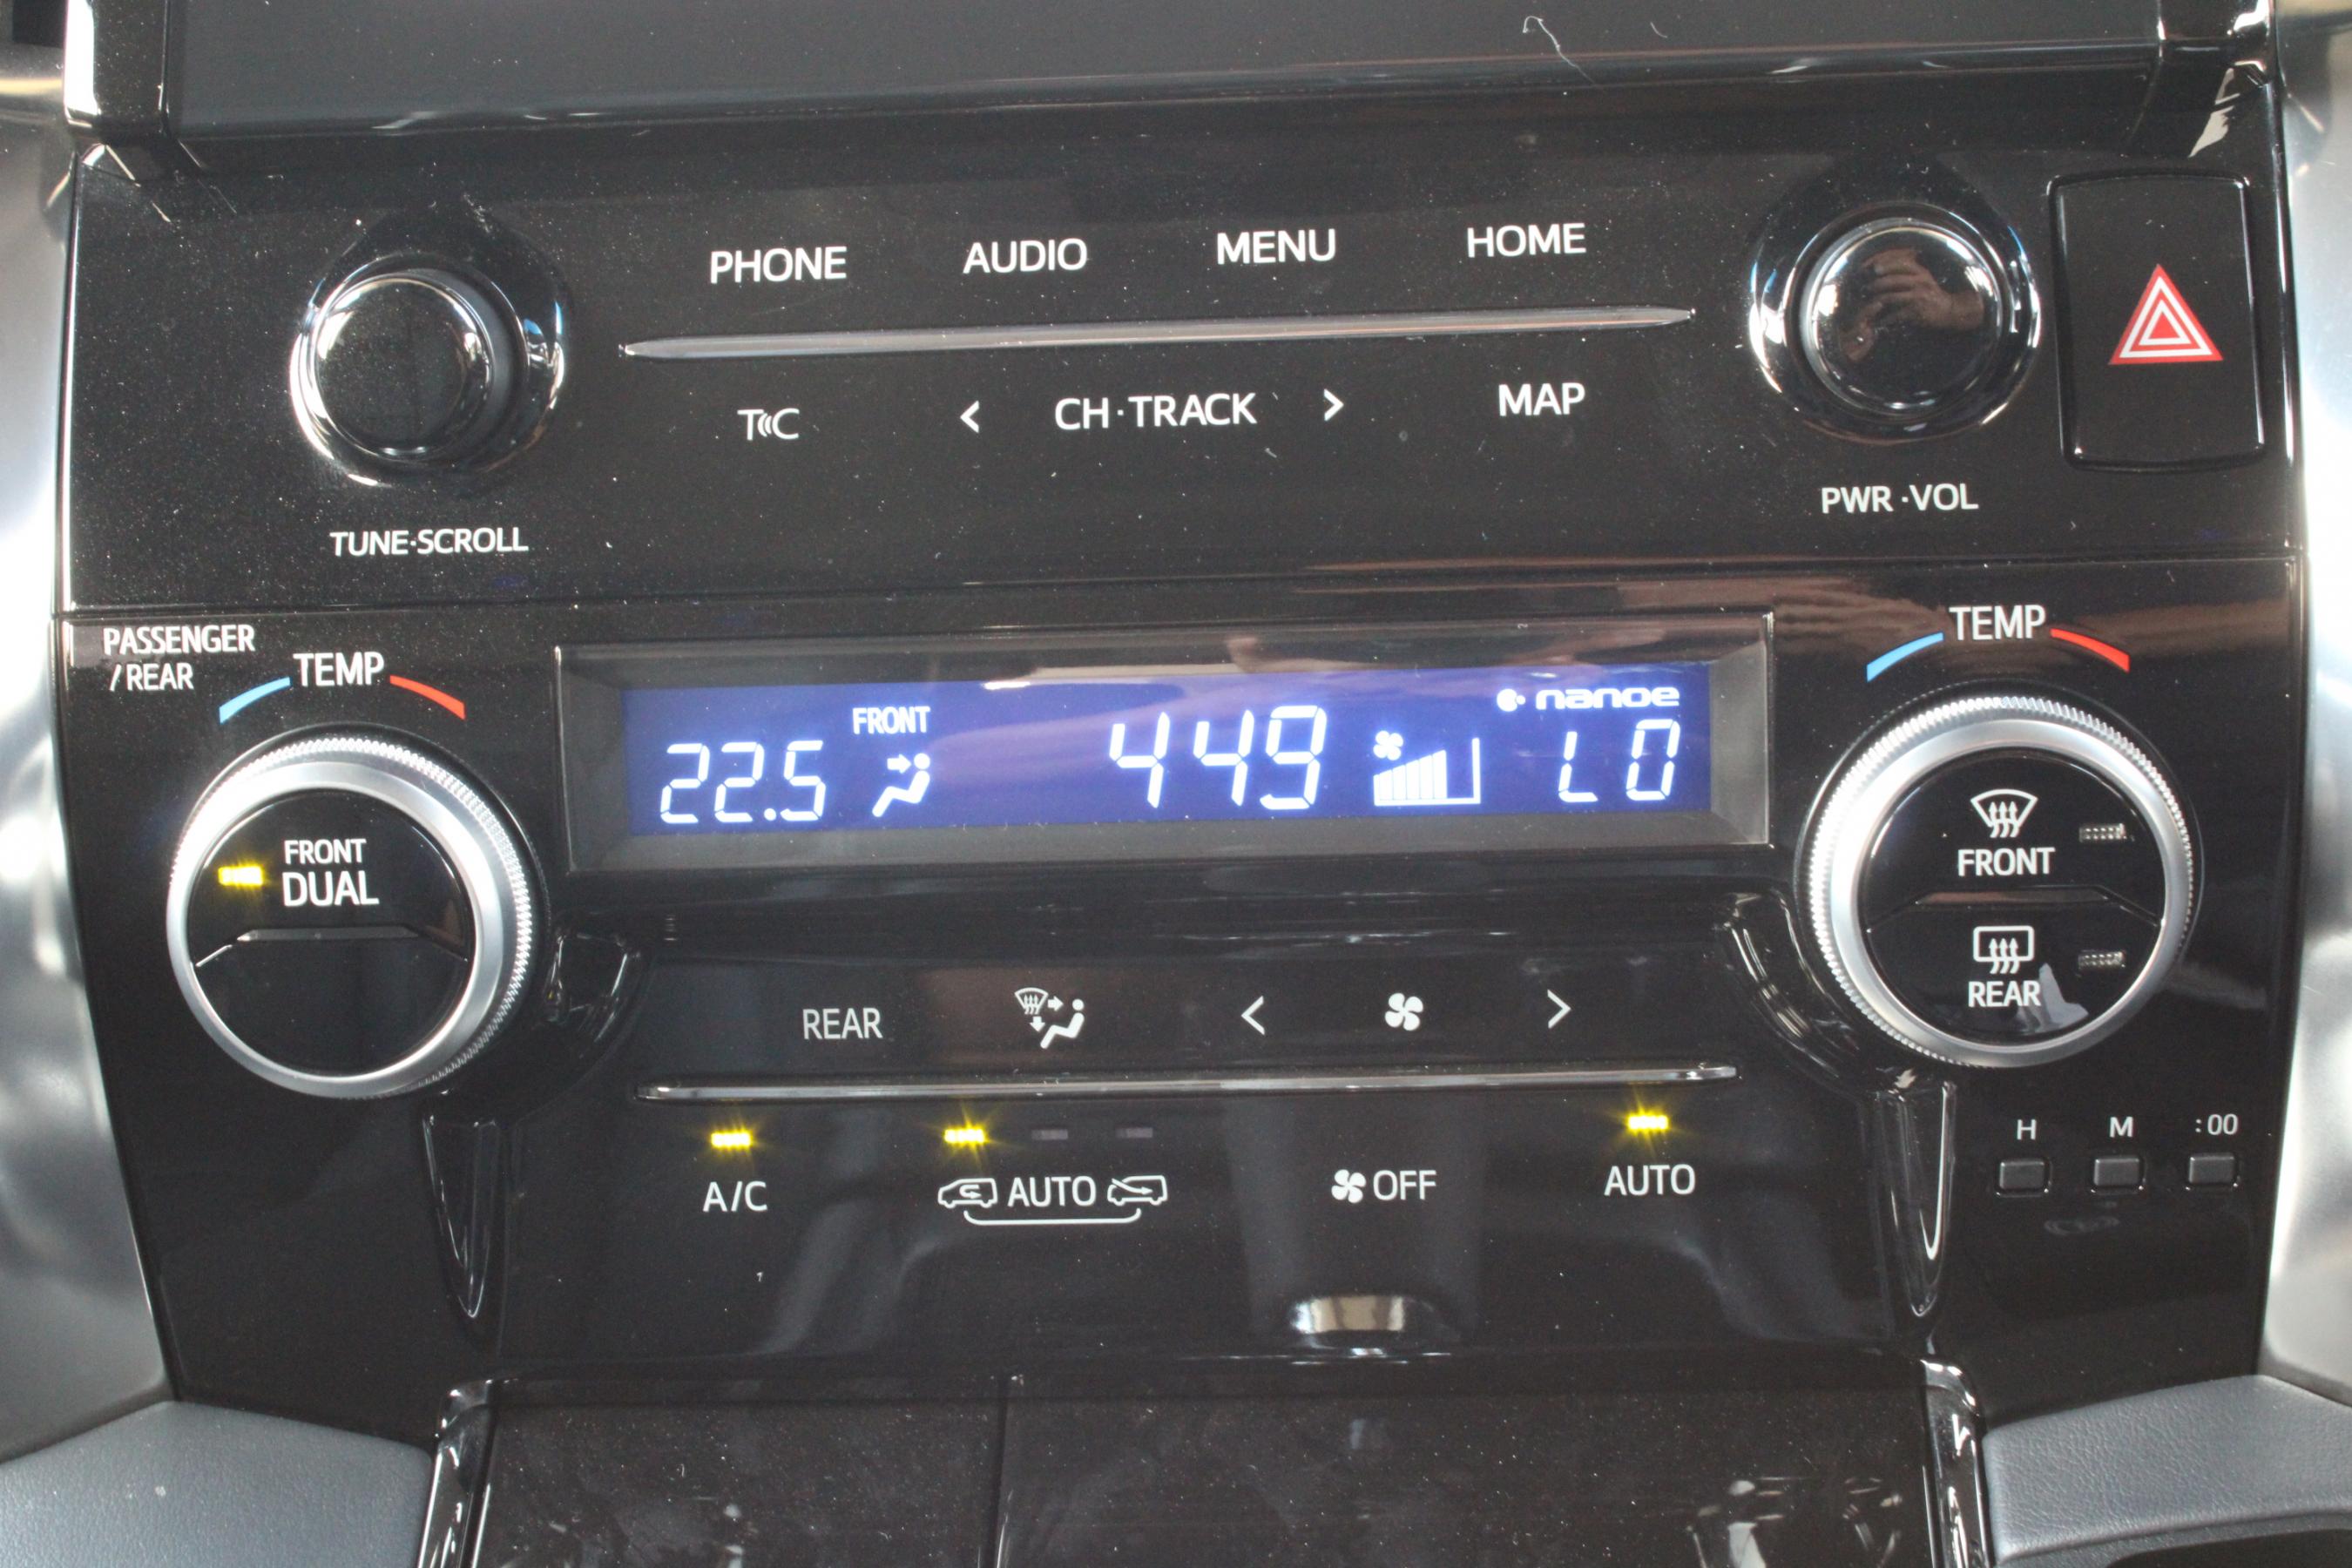 PHONE AUDIO MENU HOME
TC < CH·TRACK > MAP
TUNE·SCROLL PWR·VOL
PASSENGER
/REAR
TEMP TEMP
FRONT nanoe
22.5 449 LO
FRONT
DUAL
FRONT
REAR
REAR < >
H M :00
A/C AUTO OFF AUTO